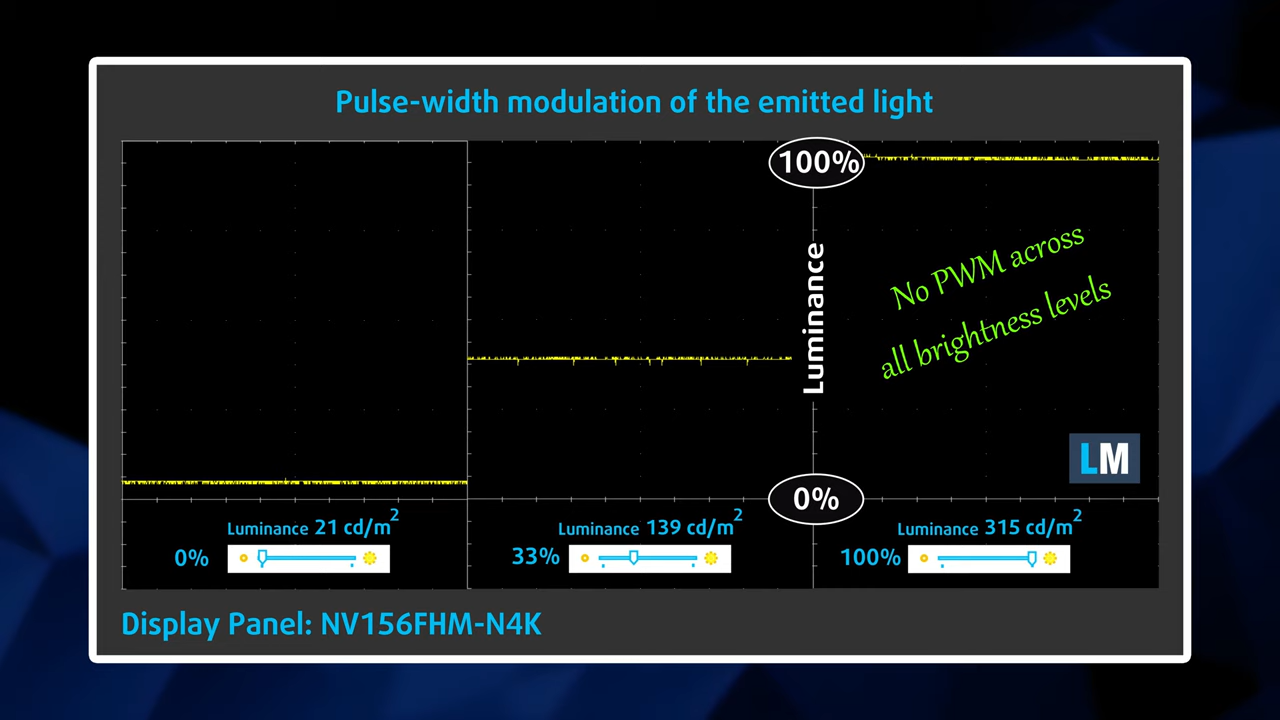 Pulse-width modulation of the emitted light
100%
Luminance
No PWM across
all brightness levels
LM
0%
Luminance 21 cd/m²
Luminance 139 cd/m²
Luminance 315 cd/m²
0%
33%
100%
Display Panel: NV156FHM-N4K